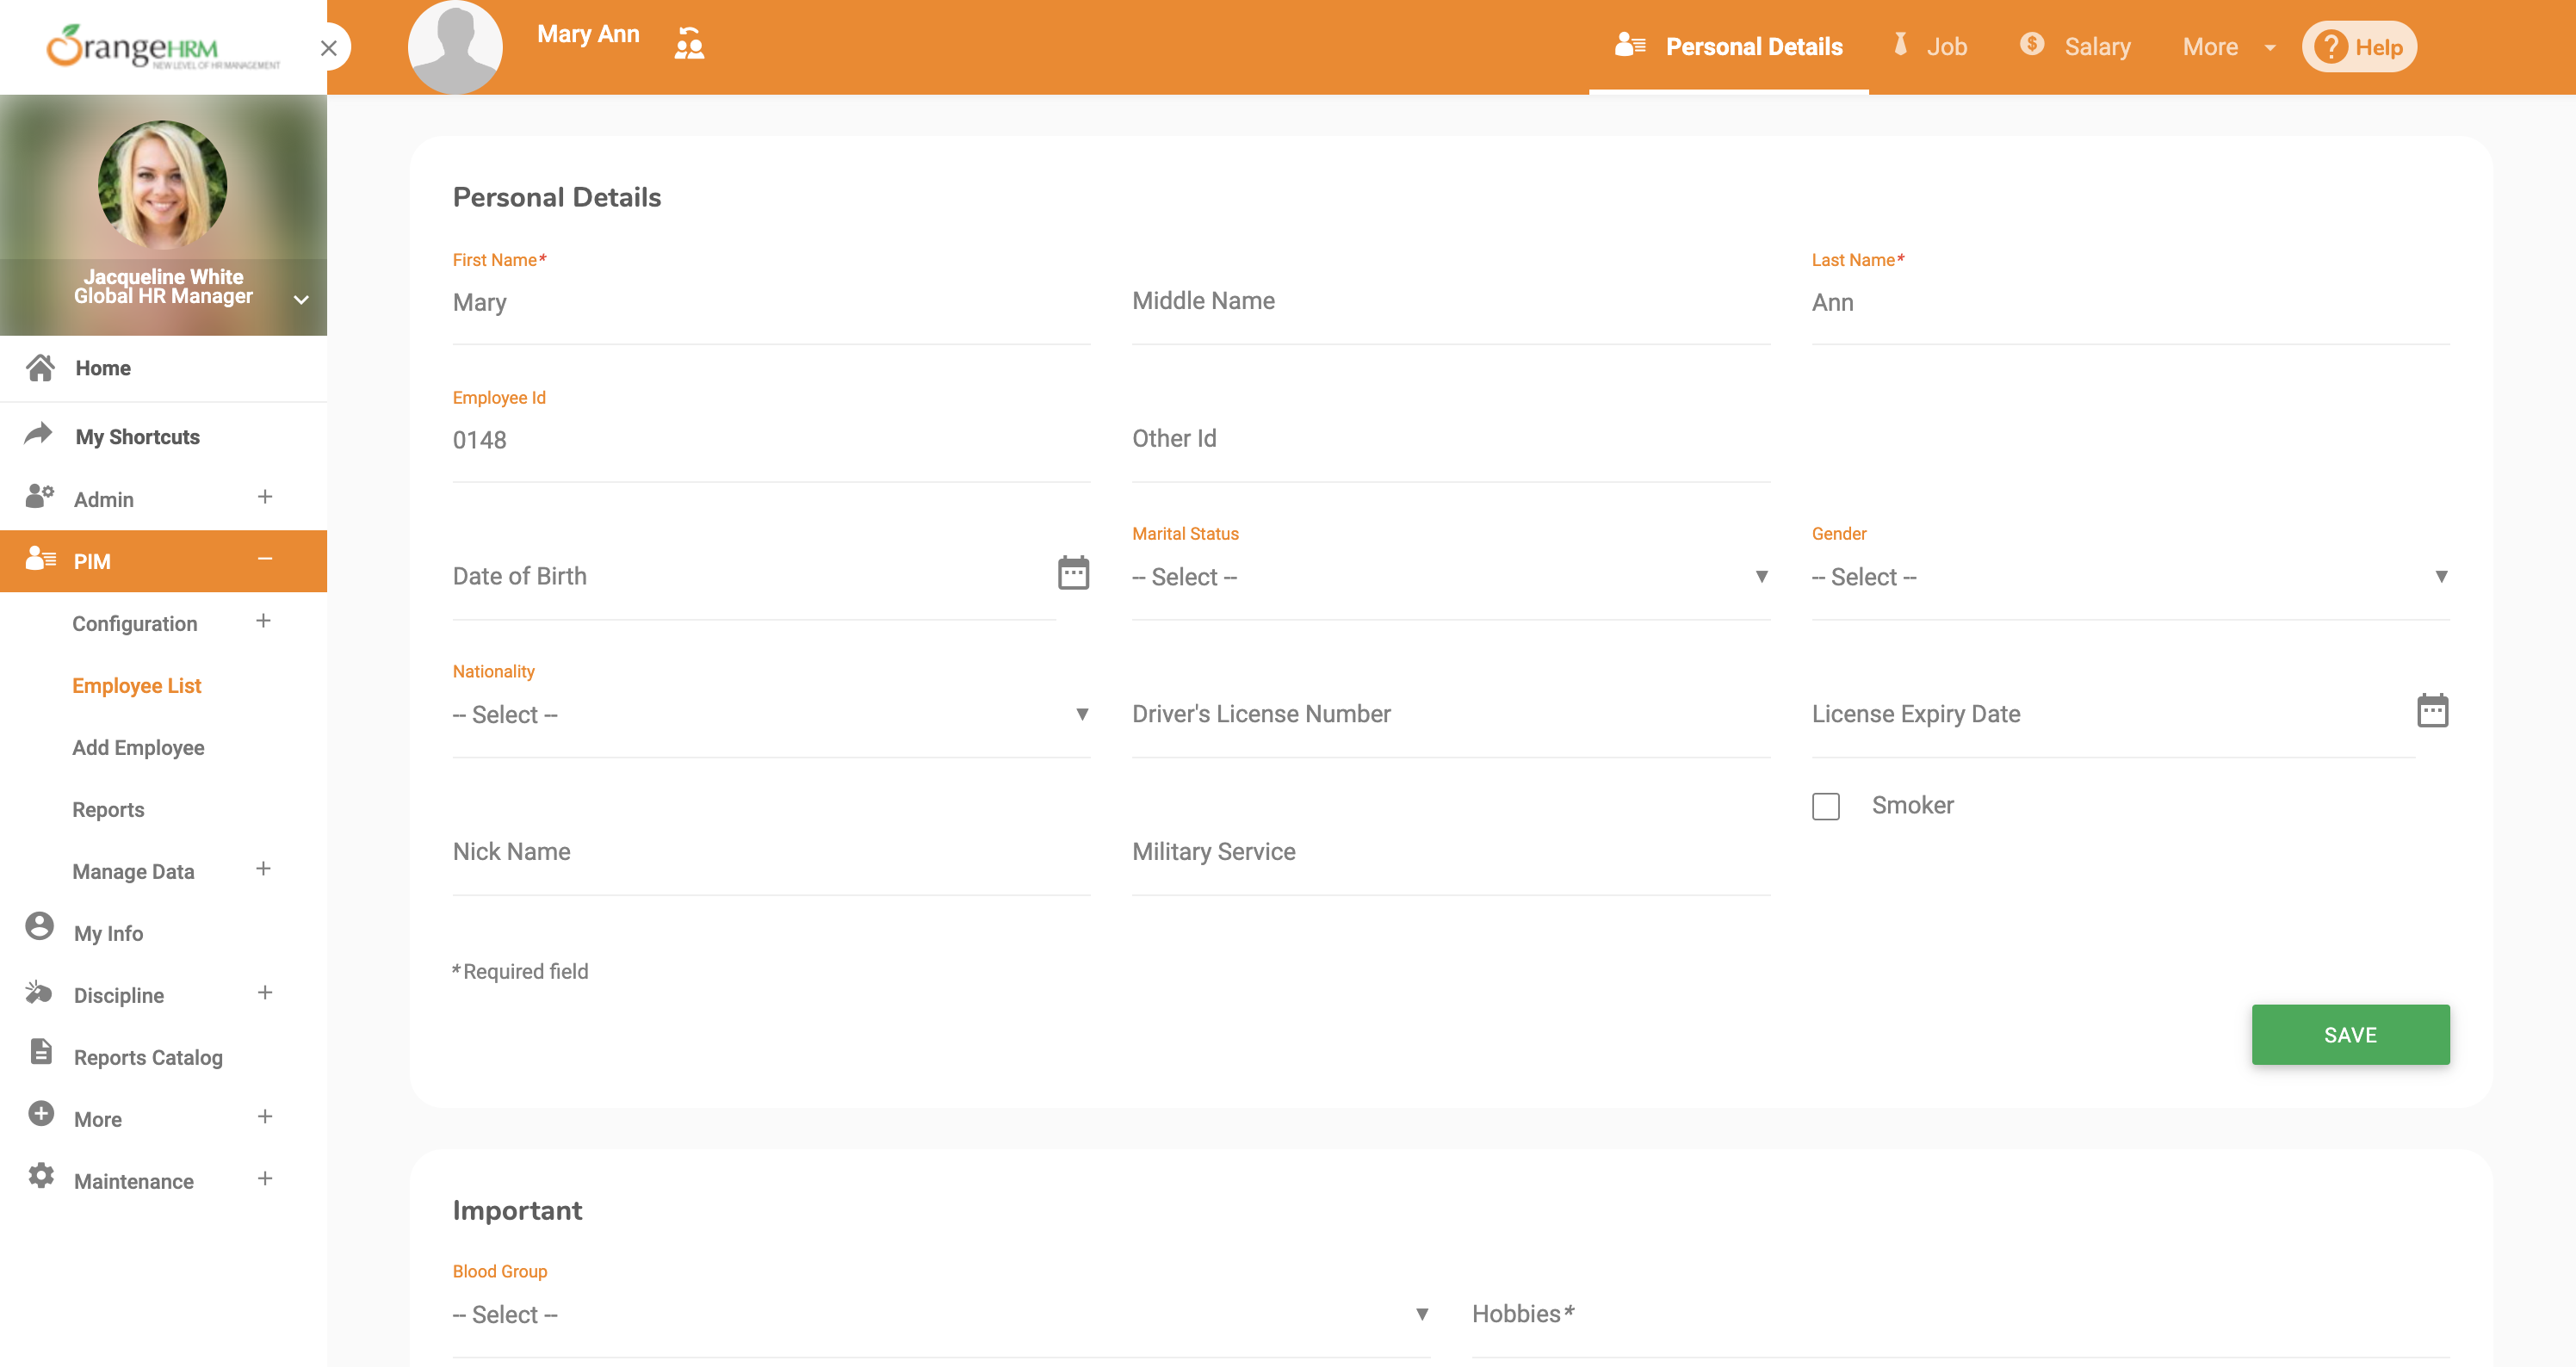 OrangeHRM
NEW LEVEL OF HR MANAGEMENT
Mary Ann
Personal Details
Job
Salary
More
Help
Jacqueline White
Global HR Manager
Home
My Shortcuts
Admin
PIM
Configuration
Employee List
Add Employee
Reports
Manage Data
My Info
Discipline
Reports Catalog
More
Maintenance
Personal Details
First Name*
Mary
Middle Name
Last Name*
Ann
Employee Id
0148
Other Id
Date of Birth
Marital Status
-- Select --
Gender
-- Select --
Nationality
-- Select --
Driver's License Number
License Expiry Date
Nick Name
Military Service
Smoker
* Required field
SAVE
Important
Blood Group
-- Select --
Hobbies*